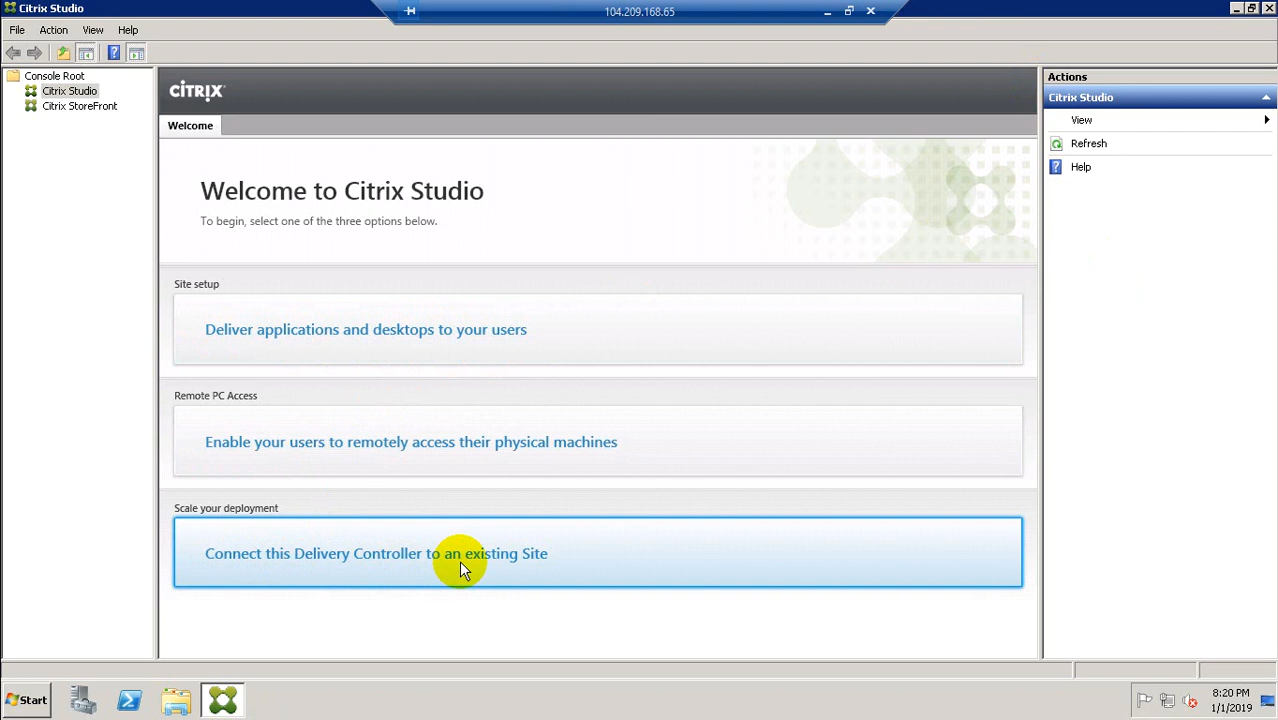 Citrix Studio
104.209.168.65
File Action View Help
Console Root
Citrix Studio
Citrix StoreFront
CİTRIX
Welcome
Welcome to Citrix Studio
To begin, select one of the three options below.
Site setup
Deliver applications and desktops to your users
Remote PC Access
Enable your users to remotely access their physical machines
Scale your deployment
Connect this Delivery Controller to an existing Site
Actions
Citrix Studio
View
Refresh
Help
Start
8:20 PM
1/1/2019